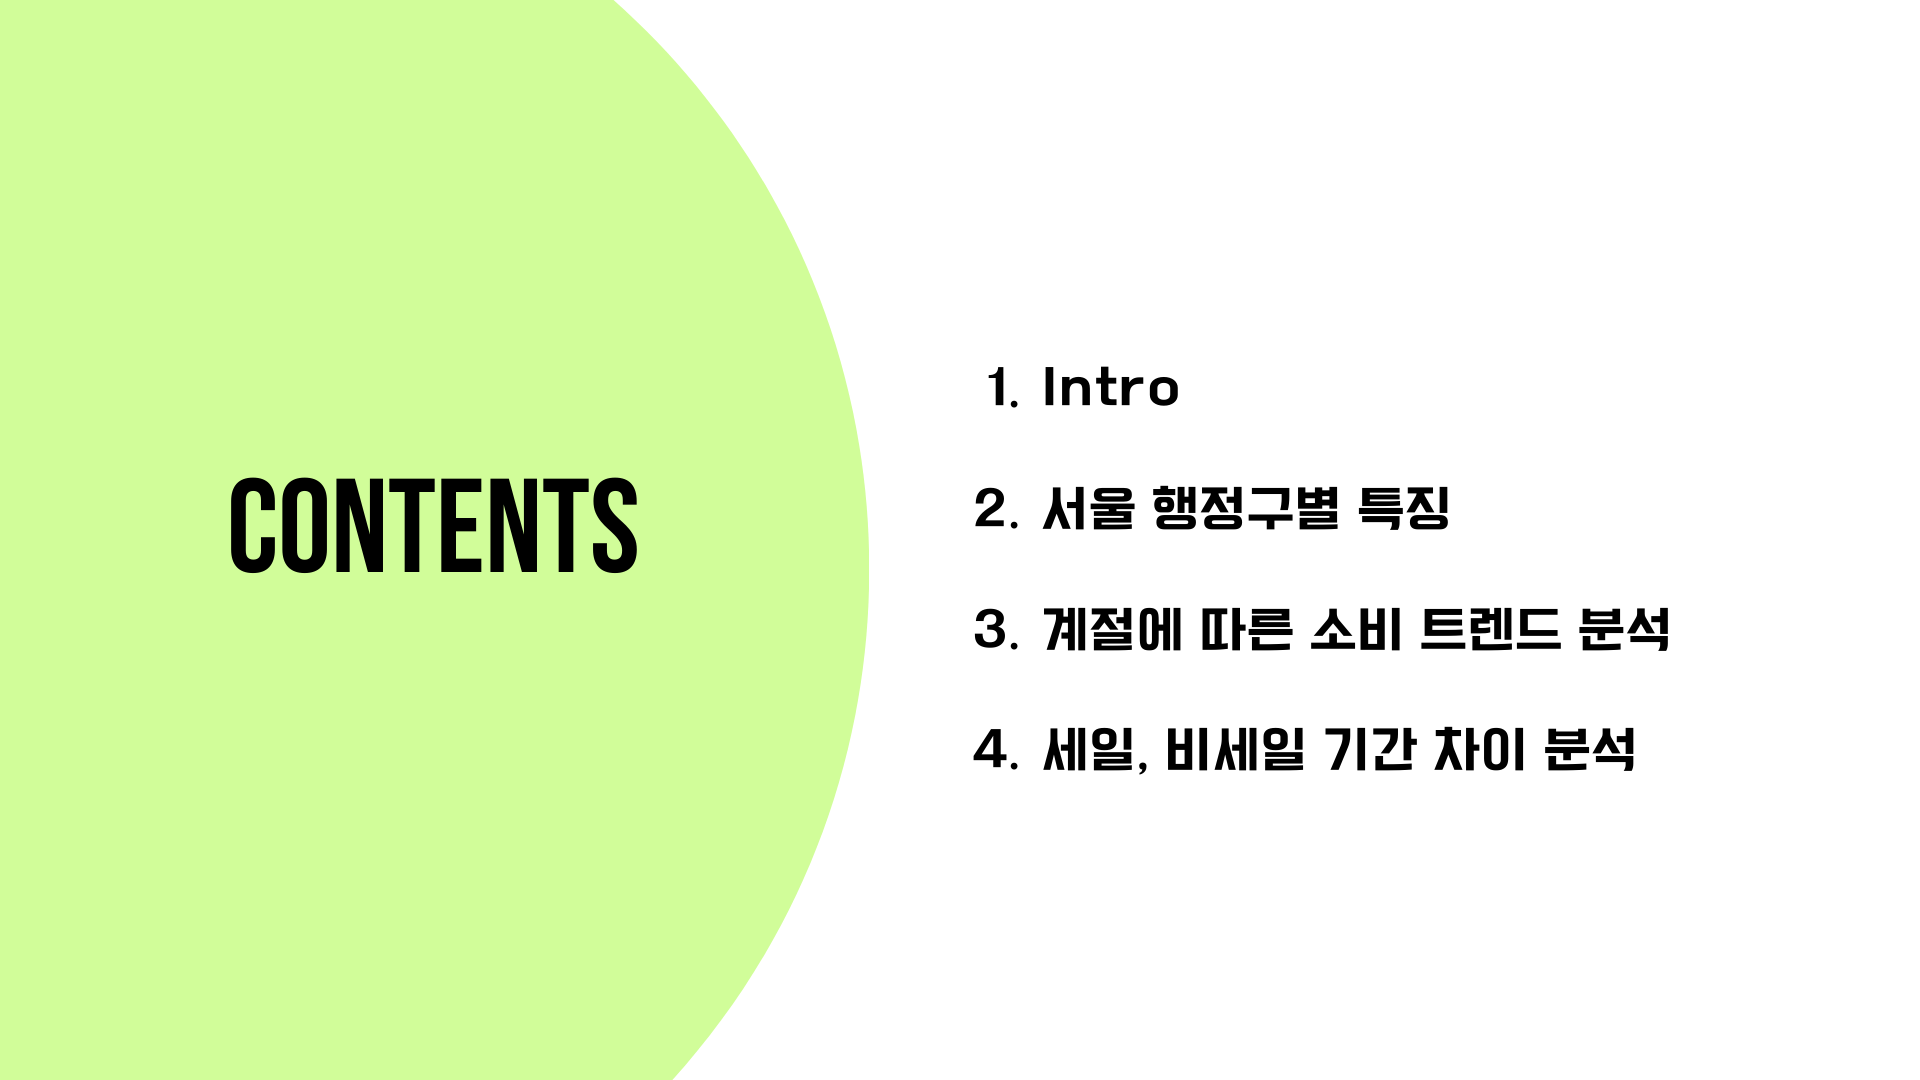 CONTENTS
1. Intro
2. 서울 행정구별 특징
3. 계절에 따른 소비 트렌드 분석
4. 세일, 비세일 기간 차이 분석